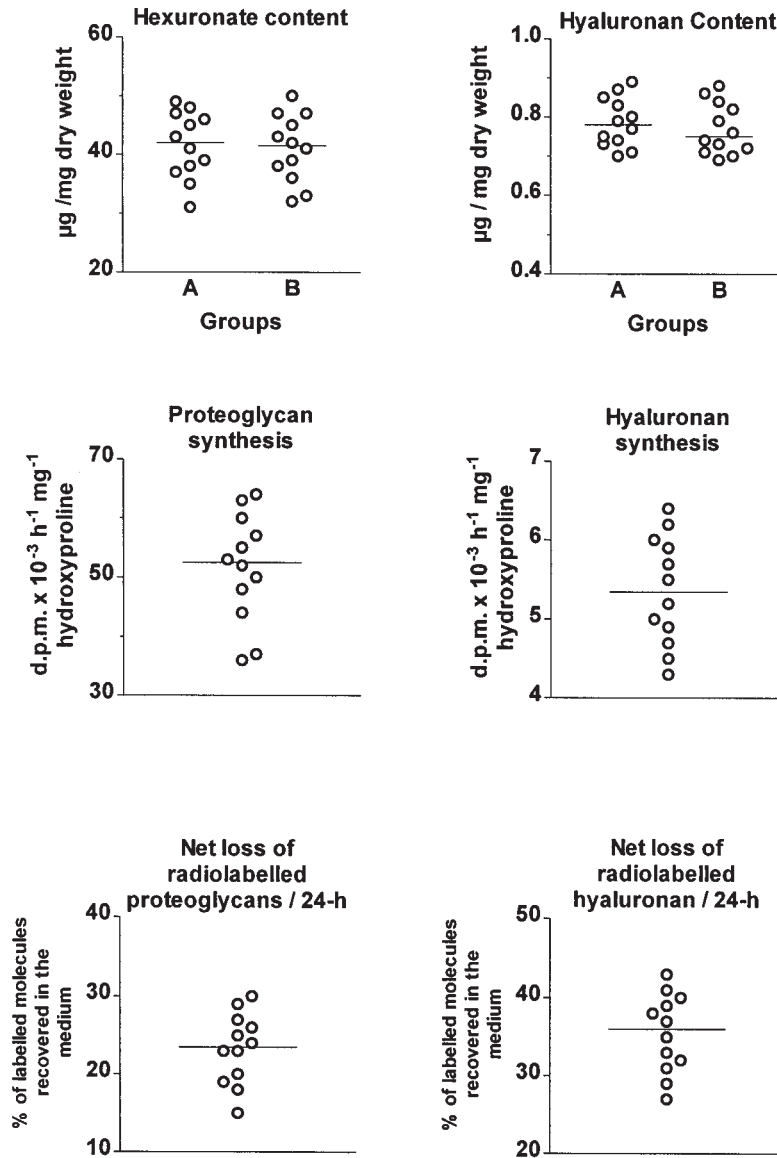 Hexuronate content
60
40
20
µg /mg dry weight
A B
Groups
Hyaluronan Content
1.0
0.8
0.6
0.4
µg / mg dry weight
A B
Groups
Proteoglycan
synthesis
70
50
30
d.p.m. x 10-3 h-1 mg-1
hydroxyproline
Hyaluronan
synthesis
7
6
5
4
d.p.m. x 10-3 h-1 mg-1
hydroxyproline
Net loss of
radiolabelled
proteoglycans / 24-h
40
30
20
10
% of labelled molecules
recovered in the
medium
Net loss of
radiolabelled
hyaluronan / 24-h
50
40
30
20
% of labelled molecules
recovered in the
medium